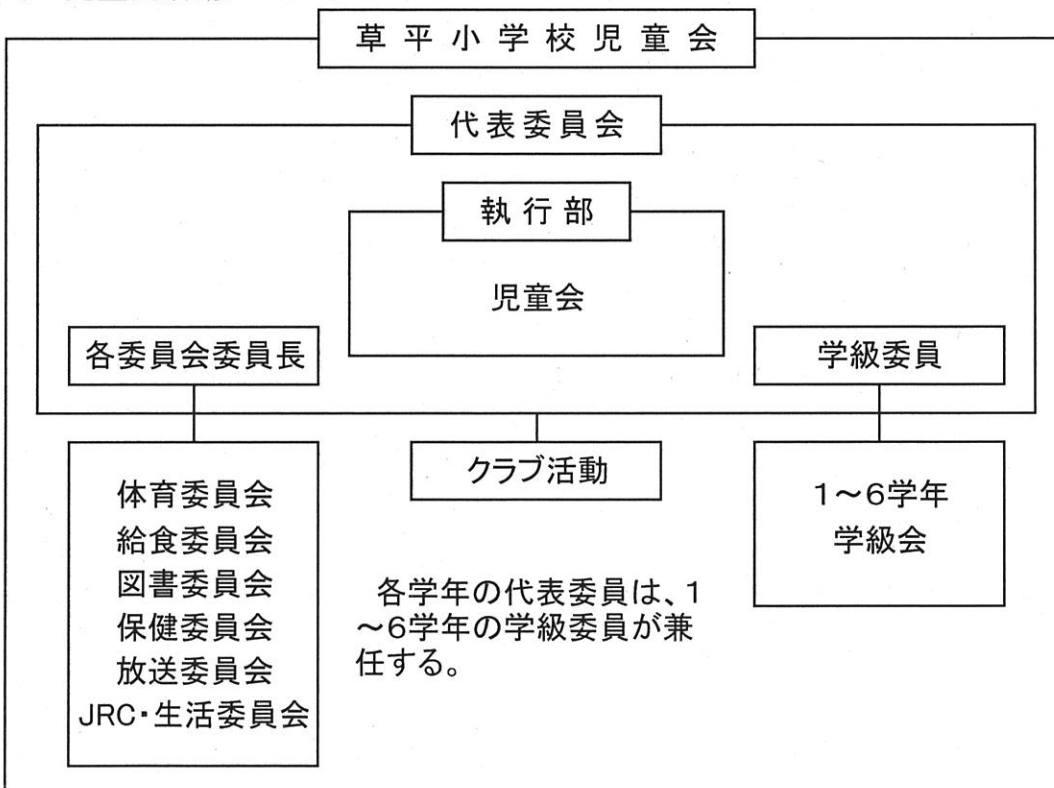 草平小学校児童会
代表委員会
執行部
児童会
各委員会委員長
学級委員
体育委員会
給食委員会
図書委員会
保健委員会
放送委員会
JRC・生活委員会
クラブ活動
1～6学年
学級会
各学年の代表委員は、1
～6学年の学級委員が兼
任する。